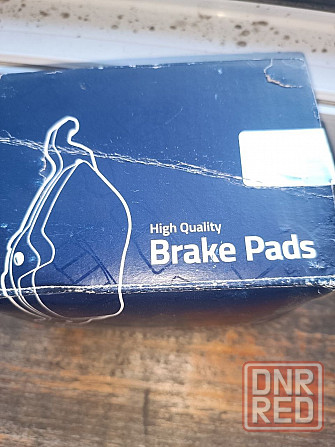 High Quality
Brake Pads
DNR
RED